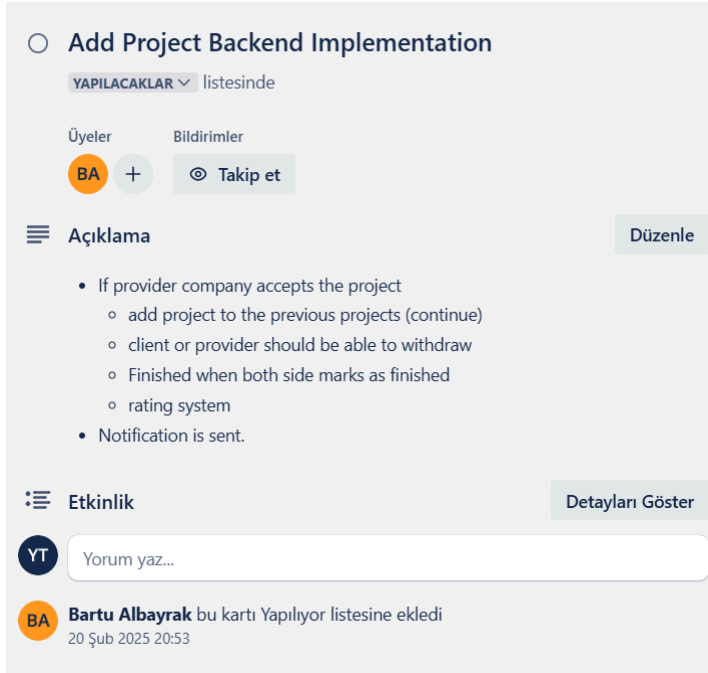 Add Project Backend Implementation
YAPILACAKLAR listesinde
Üyeler Bildirimler
BA + Takip et
Açıklama Düzenle
• If provider company accepts the project
◦ add project to the previous projects (continue)
◦ client or provider should be able to withdraw
◦ Finished when both side marks as finished
◦ rating system
• Notification is sent.
Etkinlik Detayları Göster
YT Yorum yaz...
BA Bartu Albayrak bu kartı Yapılıyor listesine ekledi
20 Şub 2025 20:53